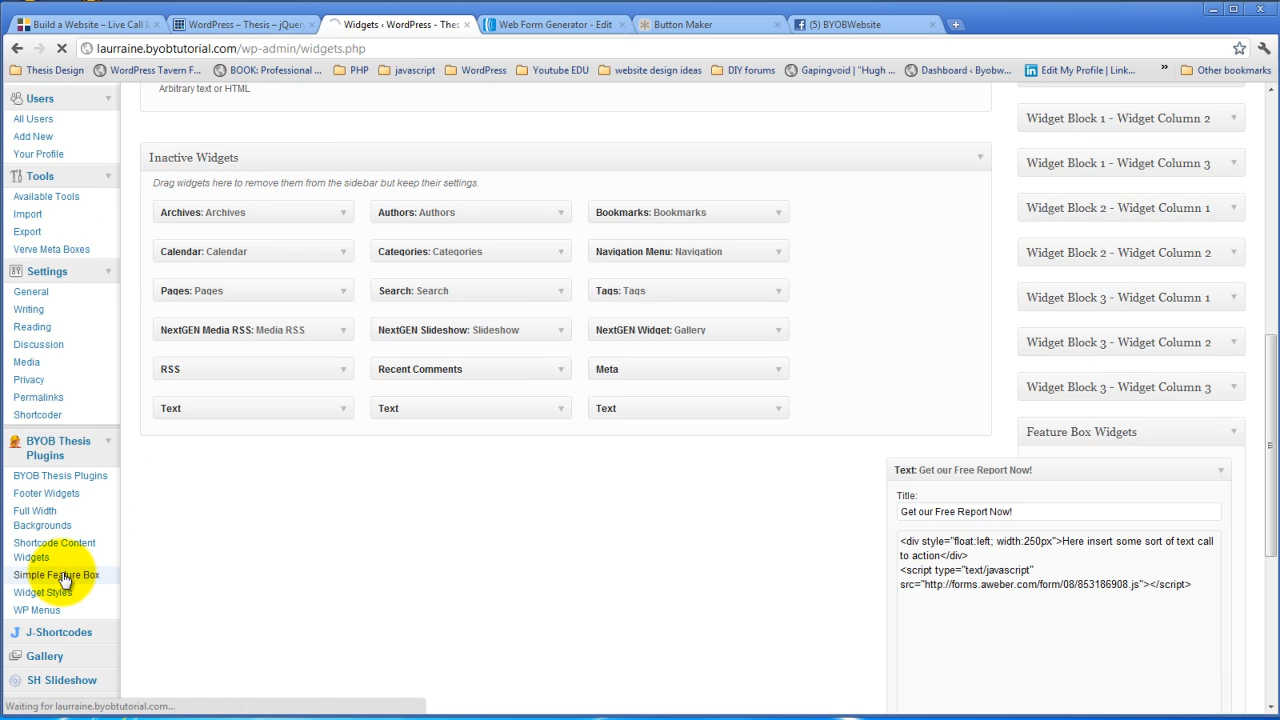 Build a Website – Live Call I
WordPress – Thesis – jQuery
Widgets ‹ WordPress - Thes
Web Form Generator - Edit
Button Maker
(5) BYOBWebsite
laurraine.byobtutorial.com/wp-admin/widgets.php
Thesis Design
WordPress Tavern F...
BOOK: Professional ...
PHP
javascript
WordPress
Youtube EDU
website design ideas
DIY forums
Gapingvoid | "Hugh ...
Dashboard ‹ Byobw...
Edit My Profile | Link...
»
Other bookmarks
Users
All Users
Add New
Your Profile
Tools
Available Tools
Import
Export
Verve Meta Boxes
Settings
General
Writing
Reading
Discussion
Media
Privacy
Permalinks
Shortcoder
BYOB Thesis
Plugins
BYOB Thesis Plugins
Footer Widgets
Full Width
Backgrounds
Shortcode Content
Widgets
Simple Feature Box
Widget Styles
WP Menus
J-Shortcodes
Gallery
SH Slideshow
Waiting for laurraine.byobtutorial.com...
Arbitrary text or HTML
Inactive Widgets
Drag widgets here to remove them from the sidebar but keep their settings.
Archives: Archives
Authors: Authors
Bookmarks: Bookmarks
Calendar: Calendar
Categories: Categories
Navigation Menu: Navigation
Pages: Pages
Search: Search
Tags: Tags
NextGEN Media RSS: Media RSS
NextGEN Slideshow: Slideshow
NextGEN Widget: Gallery
RSS
Recent Comments
Meta
Text
Text
Text
Widget Block 1 - Widget Column 2
Widget Block 1 - Widget Column 3
Widget Block 2 - Widget Column 1
Widget Block 2 - Widget Column 2
Widget Block 3 - Widget Column 1
Widget Block 3 - Widget Column 2
Widget Block 3 - Widget Column 3
Feature Box Widgets
Text: Get our Free Report Now!
Title:
Get our Free Report Now!
<div style="float:left; width:250px">Here insert some sort of text call
to action</div>
<script type="text/javascript"
src="http://forms.aweber.com/form/08/853186908.js"></script>